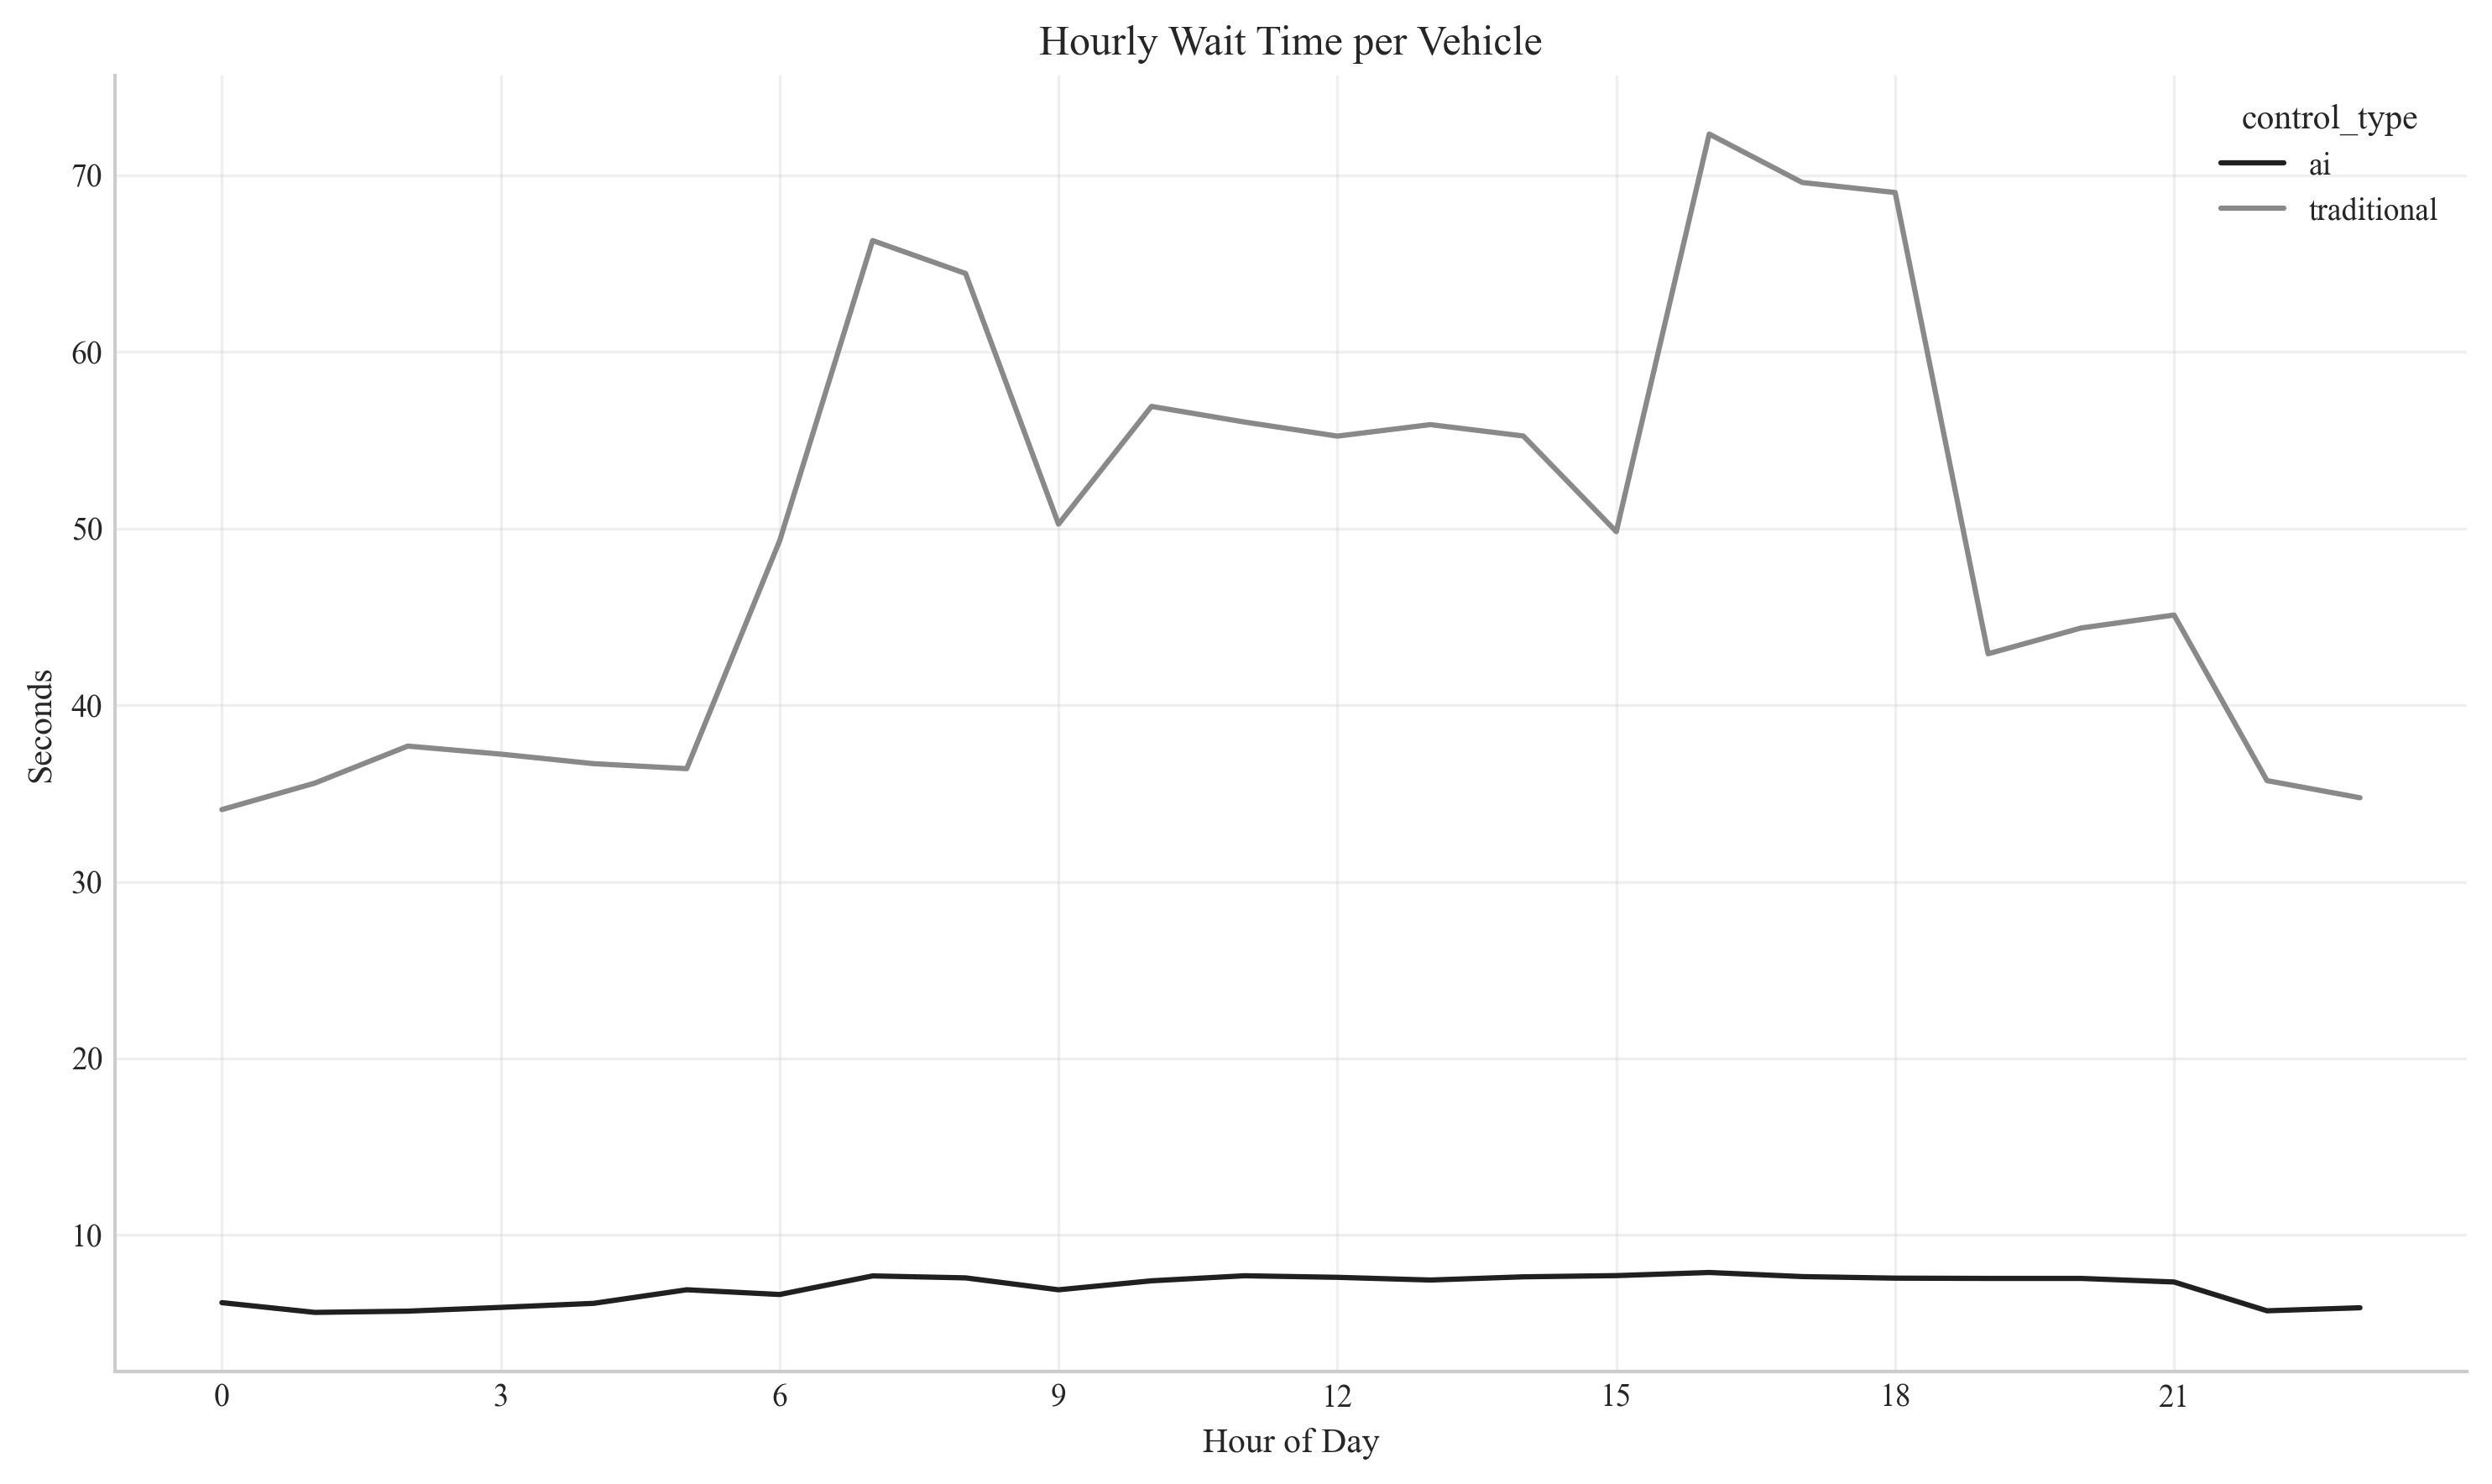 Hourly Wait Time per Vehicle
control_type
ai
traditional
70
60
50
40
30
20
10
Seconds
0 3 6 9 12 15 18 21
Hour of Day